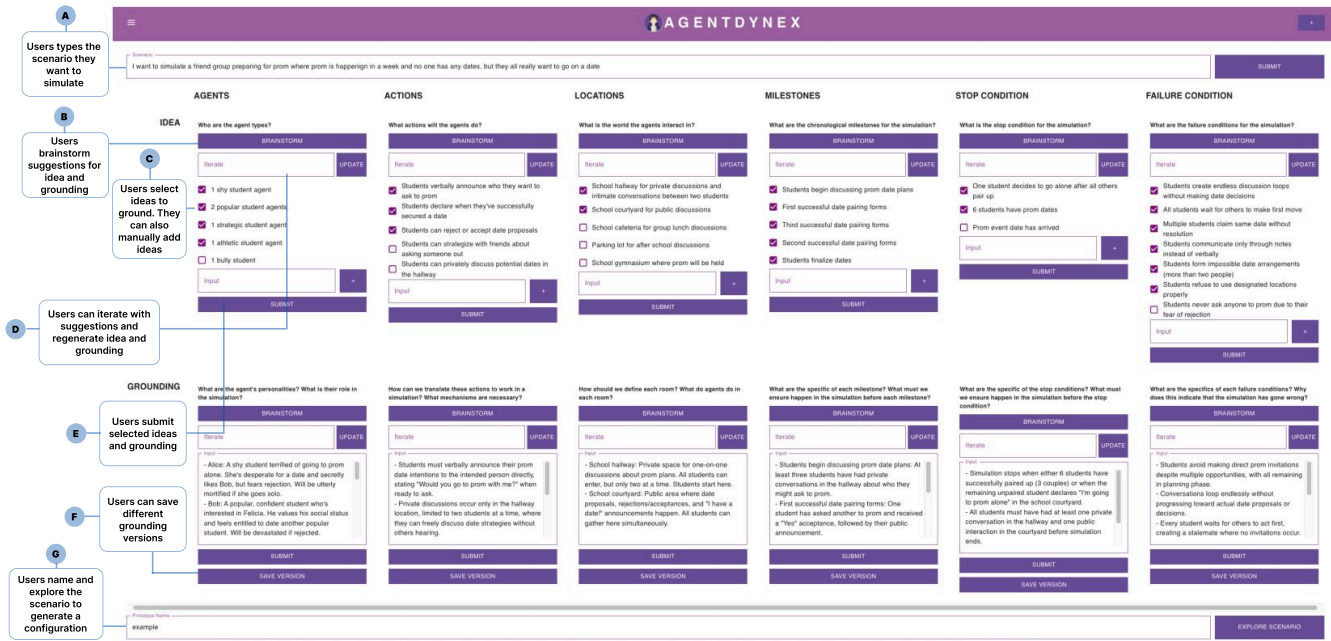 A
AGENTDYNEX
+
Users types the
scenario they
want to
simulate
Scenario
I want to simulate a friend group preparing for prom where prom is happenign in a week and no one has any dates, but they all really want to go on a date
SUBMIT
AGENTS
ACTIONS
LOCATIONS
MILESTONES
STOP CONDITION
FAILURE CONDITION
B
Users
brainstorm
suggestions for
idea and
grounding
C
Users select
ideas to
ground. They
can also
manually add
ideas
D
Users can iterate with
suggestions and
regenerate idea and
grounding
IDEA
Who are the agent types?
BRAINSTORM
Iterate
UPDATE
1 shy student agent
2 popular student agents
1 strategic student agent
1 athletic student agent
1 bully student
Input
+
SUBMIT
What actions will the agents do?
BRAINSTORM
Iterate
UPDATE
Students verbally announce who they want to
ask to prom
Students declare when they've successfully
secured a date
Students can reject or accept date proposals
Students can strategize with friends about
asking someone out
Students can privately discuss potential dates in
the hallway
Input
+
SUBMIT
What is the world the agents interact in?
BRAINSTORM
Iterate
UPDATE
School hallway for private discussions and
intimate conversations between two students
School courtyard for public discussions
School cafeteria for group lunch discussions
Parking lot for after school discussions
School gymnasium where prom will be held
Input
+
SUBMIT
What are the chronological milestones for the simulation?
BRAINSTORM
Iterate
UPDATE
Students begin discussing prom date plans
First successful date pairing forms
Third successful date pairing forms
Second successful date pairing forms
Students finalize dates
Input
+
SUBMIT
What is the stop condition for the simulation?
BRAINSTORM
Iterate
UPDATE
One student decides to go alone after all others
pair up
6 students have prom dates
Prom event date has arrived
Input
+
SUBMIT
What are the failure conditions for the simulation?
BRAINSTORM
Iterate
UPDATE
Students create endless discussion loops
without making date decisions
All students wait for others to make first move
Multiple students claim same date without
resolution
Students communicate only through notes
instead of verbally
Students form impossible date arrangements
(more than two people)
Students refuse to use designated locations
properly
Students never ask anyone to prom due to their
fear of rejection
Input
+
SUBMIT
E
Users submit
selected ideas
and grounding
F
Users can save
different
grounding
versions
G
Users name and
explore the
scenario to
generate a
configuration
GROUNDING
What are the agent's personalities? What is their role in
the simulation?
BRAINSTORM
Iterate
UPDATE
Input
- Alice: A shy student terrified of going to prom
alone. She's desperate for a date and secretly
likes Bob, but fears rejection. Will be utterly
mortified if she goes solo.
- Bob: A popular, confident student who's
interested in Felicia. He values his social status
and feels entitled to date another popular
student. Will be devastated if rejected.
SUBMIT
SAVE VERSION
How can we translate these actions to work in a
simulation? What mechanisms are necessary?
BRAINSTORM
Iterate
UPDATE
Input
- Students must verbally announce their prom
date intentions to the intended person directly,
stating "Would you go to prom with me?" when
ready to ask.
- Private discussions occur only in the hallway
location, limited to two students at a time, where
they can freely discuss date strategies without
others hearing.
SUBMIT
SAVE VERSION
How should we define each room? What do agents do in
each room?
BRAINSTORM
Iterate
UPDATE
Input
- School hallway: Private space for one-on-one
discussions about prom plans. All students can
enter, but only two at a time. Students start here.
- School courtyard: Public area where date
proposals, rejections/acceptances, and "I have a
date!" announcements happen. All students can
gather here simultaneously.
SUBMIT
SAVE VERSION
What are the specific of each milestone? What must we
ensure happen in the simulation before each milestone?
BRAINSTORM
Iterate
UPDATE
Input
- Students begin discussing prom date plans: At
least three students have had private
conversations in the hallway about who they
might ask to prom.
- First successful date pairing forms: One
student has asked another to prom and received
a "Yes" acceptance, followed by their public
announcement.
SUBMIT
SAVE VERSION
What are the specific of the stop conditions? What must
we ensure happen in the simulation before the stop
condition?
BRAINSTORM
Iterate
UPDATE
Input
- Simulation stops when either 6 students have
successfully paired up (3 couples) or when the
remaining unpaired student declares "I'm going
to prom alone" in the school courtyard.
- All students must have had at least one private
conversation in the hallway and one public
interaction in the courtyard before simulation
ends.
SUBMIT
SAVE VERSION
What are the specifics of each failure conditions? Why
does this indicate that the simulation has gone wrong?
BRAINSTORM
Iterate
UPDATE
Input
- Students avoid making direct prom invitations
despite multiple opportunities, with all remaining
in planning phase.
- Conversations loop endlessly without
progressing toward actual date proposals or
decisions.
- Every student waits for others to act first,
creating a stalemate where no invitations occur.
SUBMIT
SAVE VERSION
Prototype Name
example
EXPLORE SCENARIO